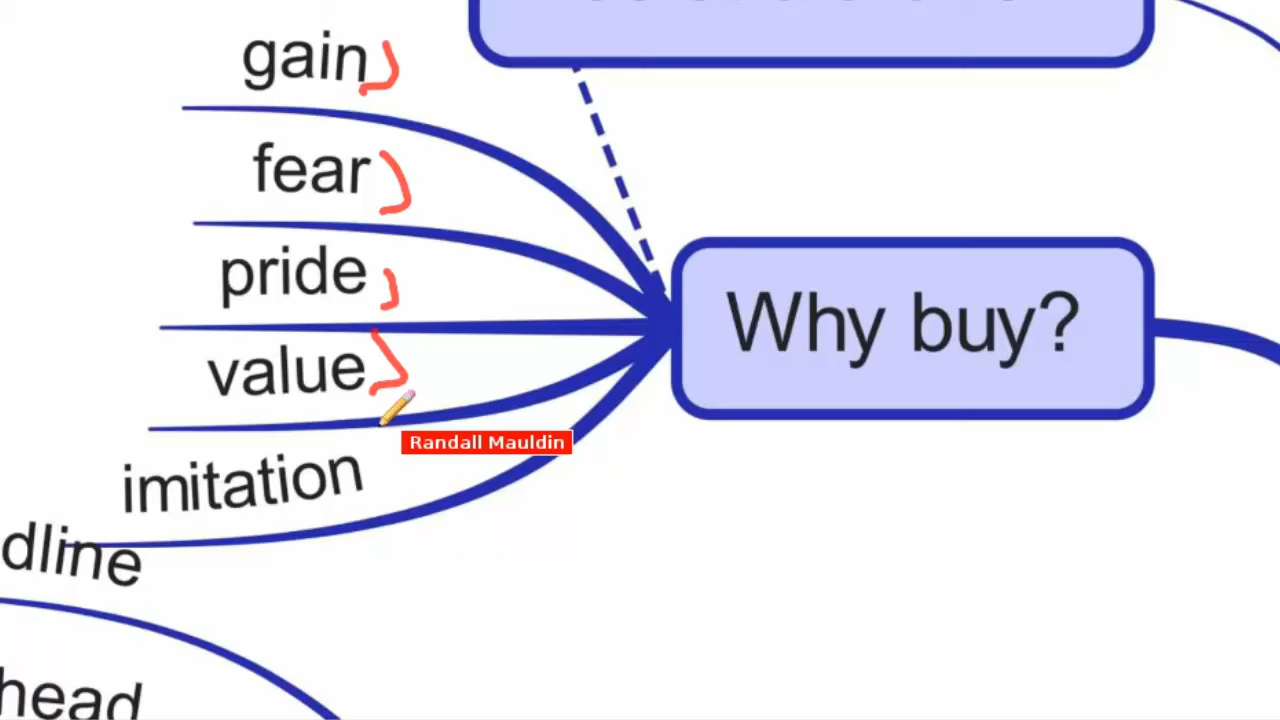 gain
fear
pride
Why buy?
value
Randall Mauldin
imitation
dline
head